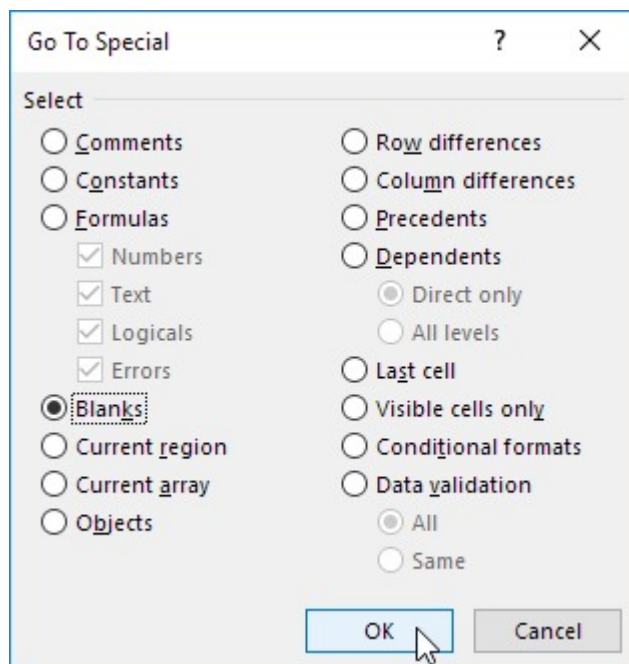 Go To Special
?
Select
Comments
Constants
Formulas
Numbers
Text
Logicals
Errors
Blanks
Current region
Current array
Objects
Row differences
Column differences
Precedents
Dependents
Direct only
All levels
Last cell
Visible cells only
Conditional formats
Data validation
All
Same
OK
Cancel